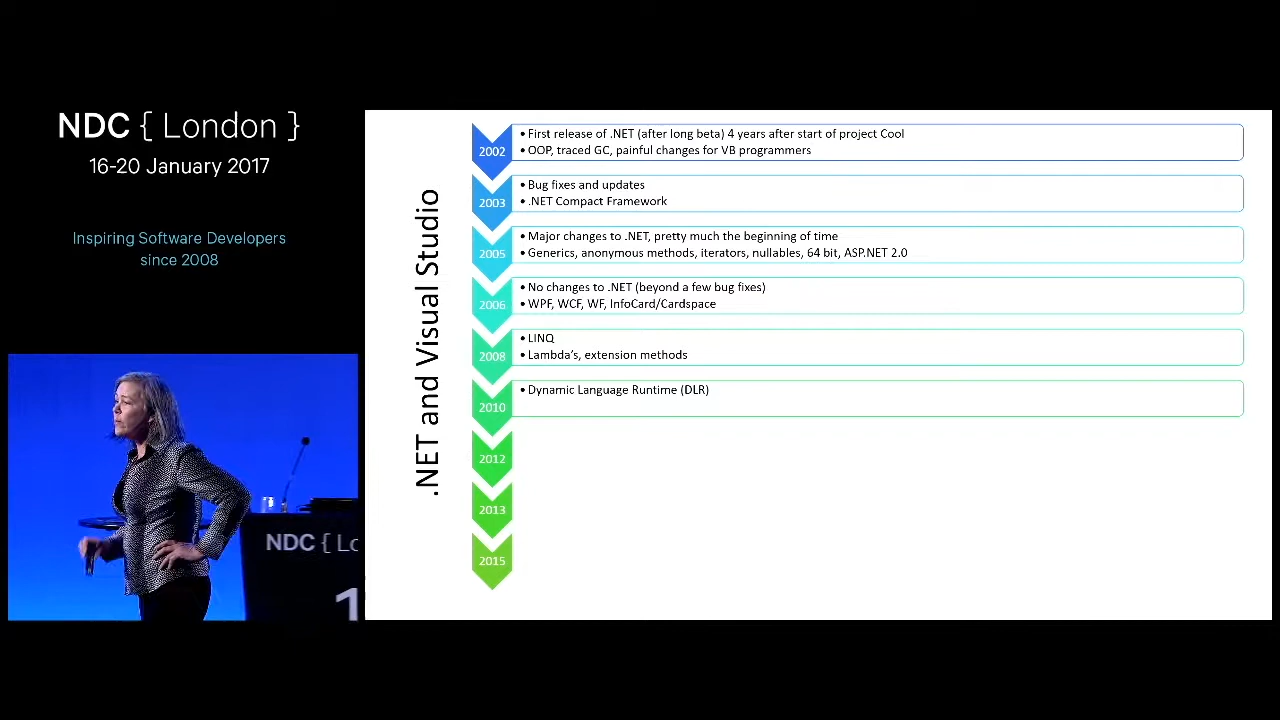 NDC { London }
16-20 January 2017
Inspiring Software Developers
since 2008
NDC { Lo
1
.NET and Visual Studio
2002
• First release of .NET (after long beta) 4 years after start of project Cool
• OOP, traced GC, painful changes for VB programmers
2003
• Bug fixes and updates
• .NET Compact Framework
2005
• Major changes to .NET, pretty much the beginning of time
• Generics, anonymous methods, iterators, nullables, 64 bit, ASP.NET 2.0
2006
• No changes to .NET (beyond a few bug fixes)
• WPF, WCF, WF, InfoCard/Cardspace
2008
• LINQ
• Lambda's, extension methods
2010
• Dynamic Language Runtime (DLR)
2012
2013
2015